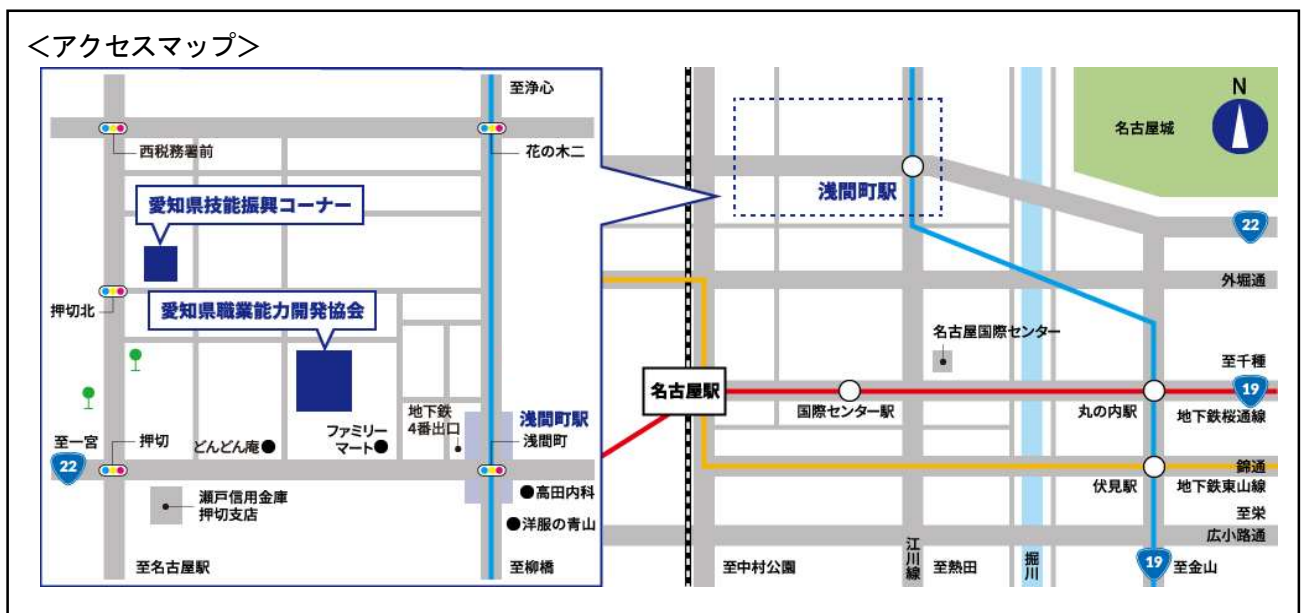 ＜アクセスマップ＞
至浄心
西税務署前
花の木二
愛知県技能振興コーナー
押切北
愛知県職業能力開発協会
地下鉄
4番出口
浅間町駅
至一宮
22
押切
どんどん庵
ファミリー
マート
浅間町
瀬戸信用金庫
押切支店
高田内科
洋服の青山
至名古屋駅
至柳橋
N
名古屋城
浅間町駅
22
外堀通
名古屋国際センター
至千種
19
名古屋駅
国際センター駅
丸の内駅
地下鉄桜通線
錦通
伏見駅
地下鉄東山線
至栄
広小路通
至中村公園
江川線
至熱田
堀川
19
至金山